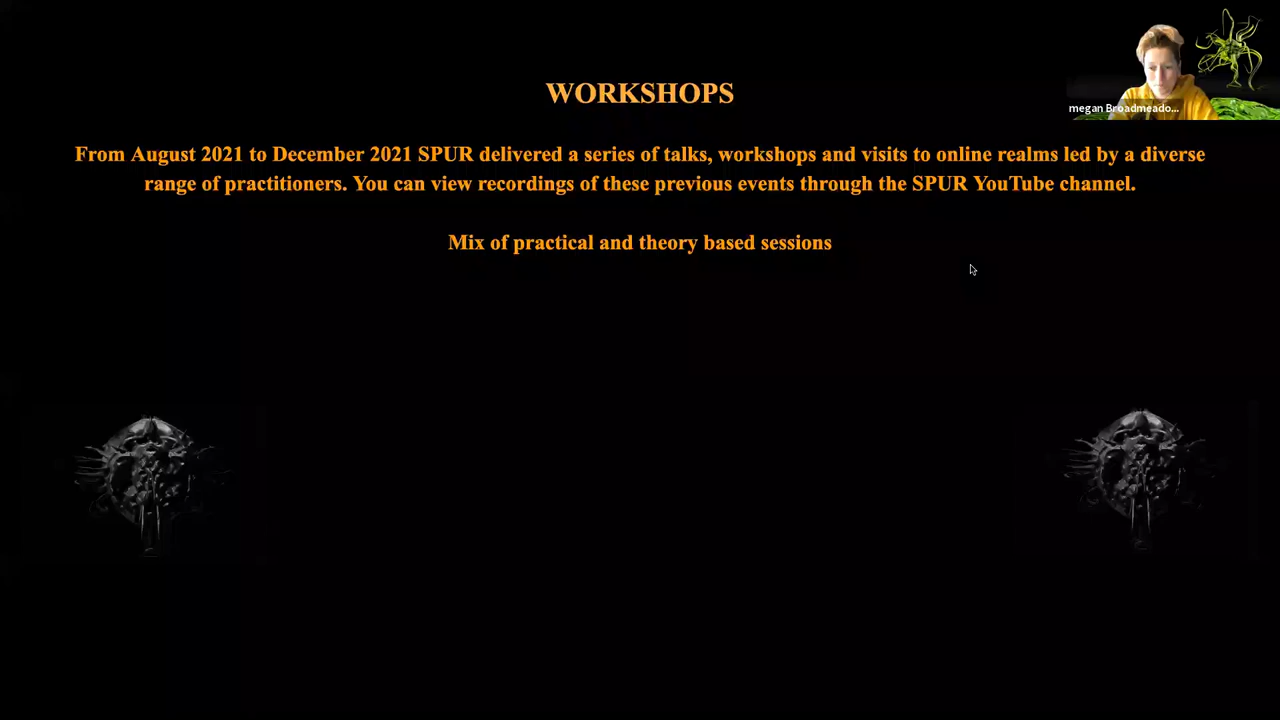 megan Broadmeado...
WORKSHOPS
From August 2021 to December 2021 SPUR delivered a series of talks, workshops and visits to online realms led by a diverse
range of practitioners. You can view recordings of these previous events through the SPUR YouTube channel.
Mix of practical and theory based sessions